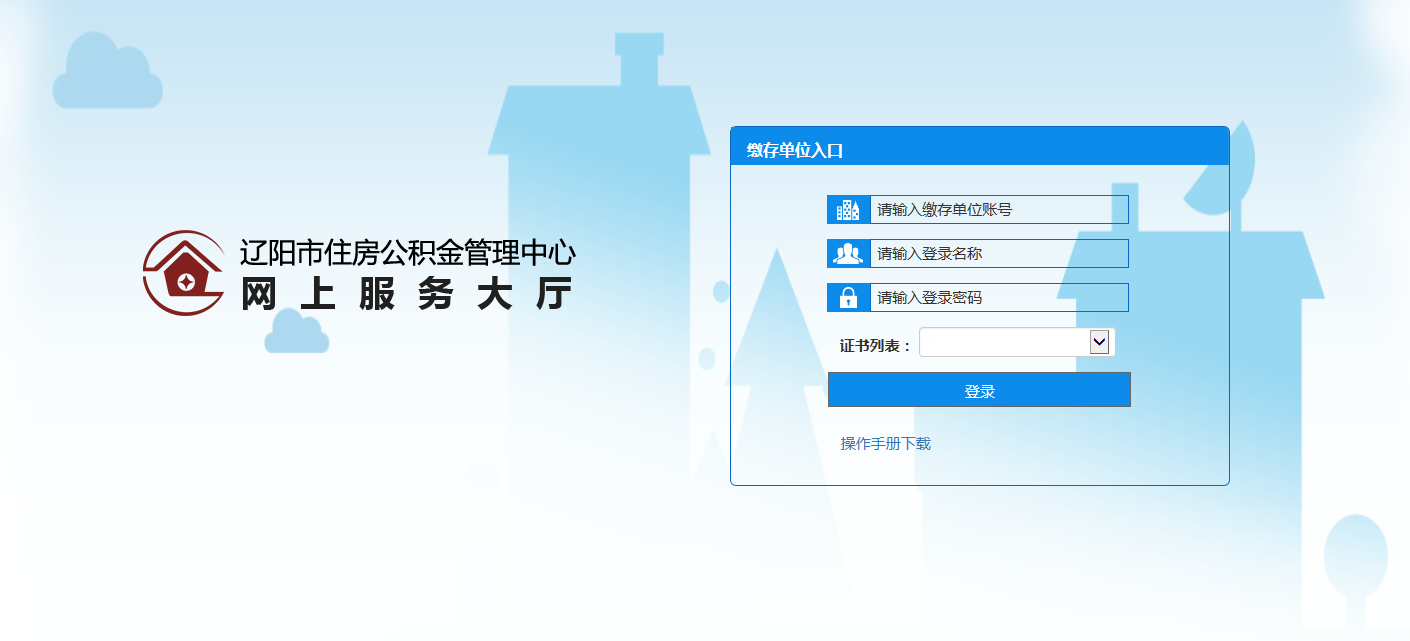 辽阳市住房公积金管理中心
网上服务大厅
缴存单位入口
请输入缴存单位账号
请输入登录名称
请输入登录密码
证书列表：
登录
操作手册下载